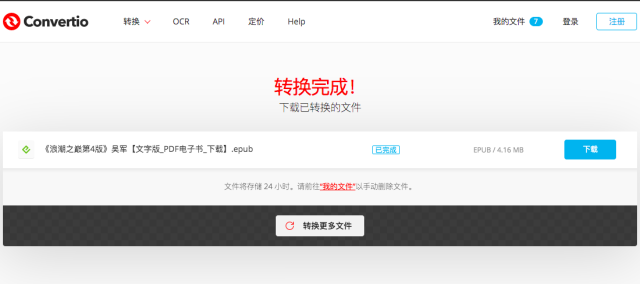 Convertio 转换 OCR API 定价 Help 我的文件 7 登录 注册
转换完成！
下载已转换的文件
《浪潮之巅第4版》吴军【文字版_PDF电子书_下载】.epub 已完成 EPUB / 4.16 MB 下载
文件将存储 24 小时。请前往“我的文件”以手动删除文件。
转换更多文件